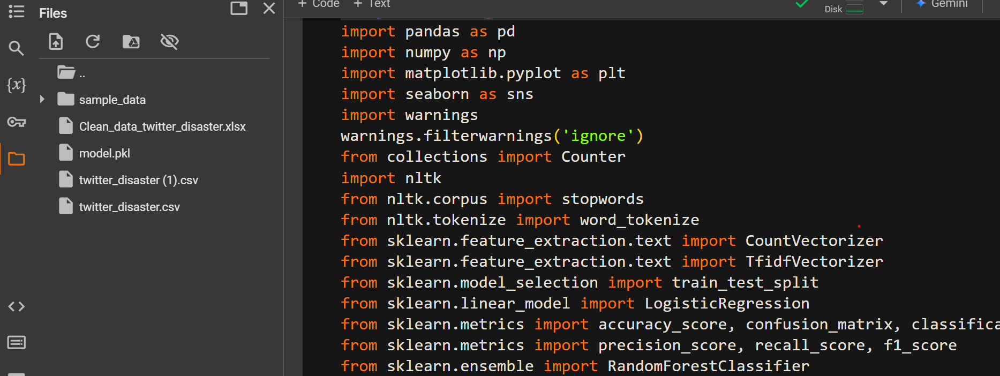 Files
..
sample_data
Clean_data_twitter_disaster.xlsx
model.pkl
twitter_disaster (1).csv
twitter_disaster.csv
{x}
+ Code + Text
Disk
Gemini
import pandas as pd
import numpy as np
import matplotlib.pyplot as plt
import seaborn as sns
import warnings
warnings.filterwarnings('ignore')
from collections import Counter
import nltk
from nltk.corpus import stopwords
from nltk.tokenize import word_tokenize
from sklearn.feature_extraction.text import CountVectorizer
from sklearn.feature_extraction.text import TfidfVectorizer
from sklearn.model_selection import train_test_split
from sklearn.linear_model import LogisticRegression
from sklearn.metrics import accuracy_score, confusion_matrix, classifica
from sklearn.metrics import precision_score, recall_score, f1_score
from sklearn.ensemble import RandomForestClassifier